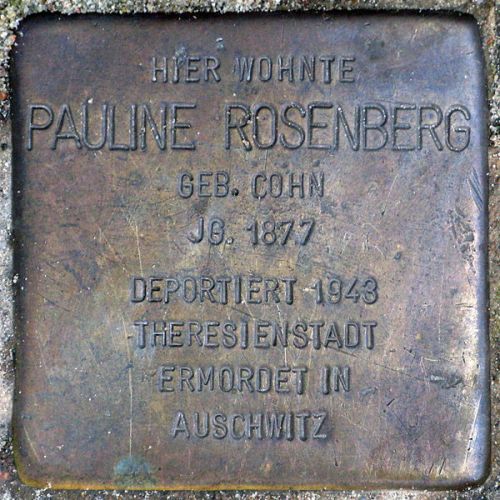 HIER WOHNTE
PAULINE ROSENBERG
GEB. COHN
JG. 1877
DEPORTIERT 1943
THERESIENSTADT
ERMORDET IN
AUSCHWITZ